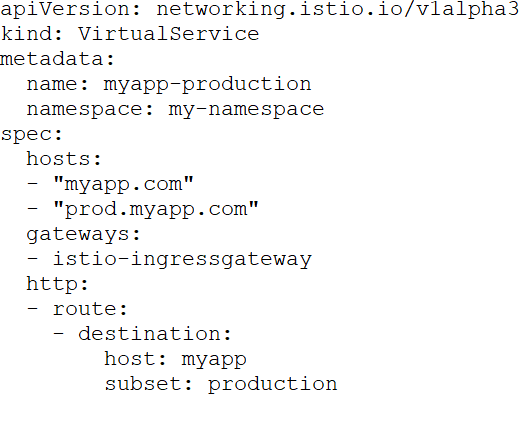 apiVersion: networking.istio.io/v1alpha3
kind: VirtualService
metadata:
  name: myapp-production
  namespace: my-namespace
spec:
  hosts:
  - "myapp.com"
  - "prod.myapp.com"
  gateways:
  - istio-ingressgateway
  http:
  - route:
    - destination:
        host: myapp
        subset: production